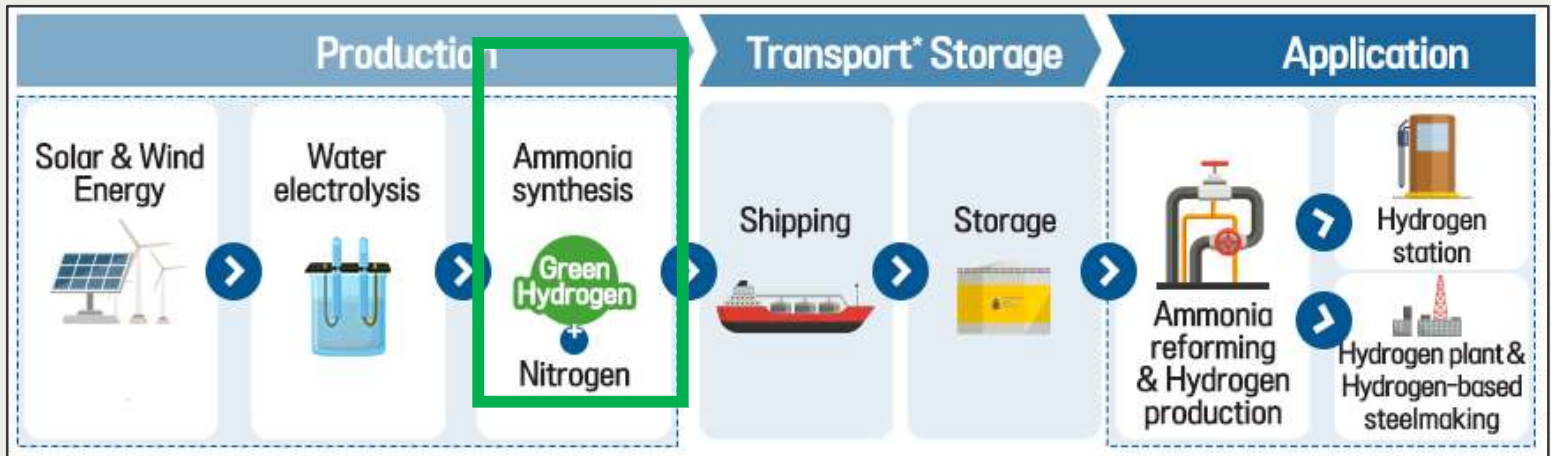 Production
Transport* Storage
Application
Solar & Wind
Energy
Water
electrolysis
Ammonia
synthesis
Green
Hydrogen
+
Nitrogen
Shipping
Storage
Ammonia
reforming
& Hydrogen
production
Hydrogen
station
Hydrogen plant &
Hydrogen-based
steelmaking